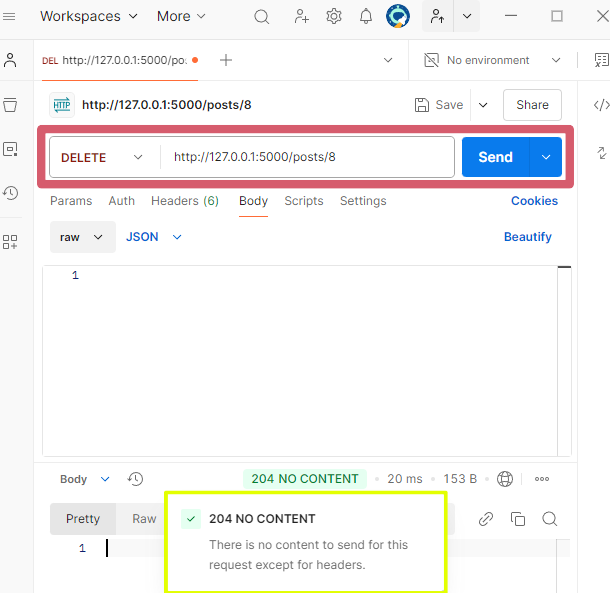 Workspaces More
DEL http://127.0.0.1:5000/po. No environment
HTTP http://127.0.0.1:5000/posts/8 Save Share
DELETE http://127.0.0.1:5000/posts/8 Send
Params Auth Headers (6) Body Scripts Settings Cookies
raw JSON Beautify
1
Body 204 NO CONTENT 20 ms 153 B
Pretty Raw
204 NO CONTENT
1
There is no content to send for this
request except for headers.